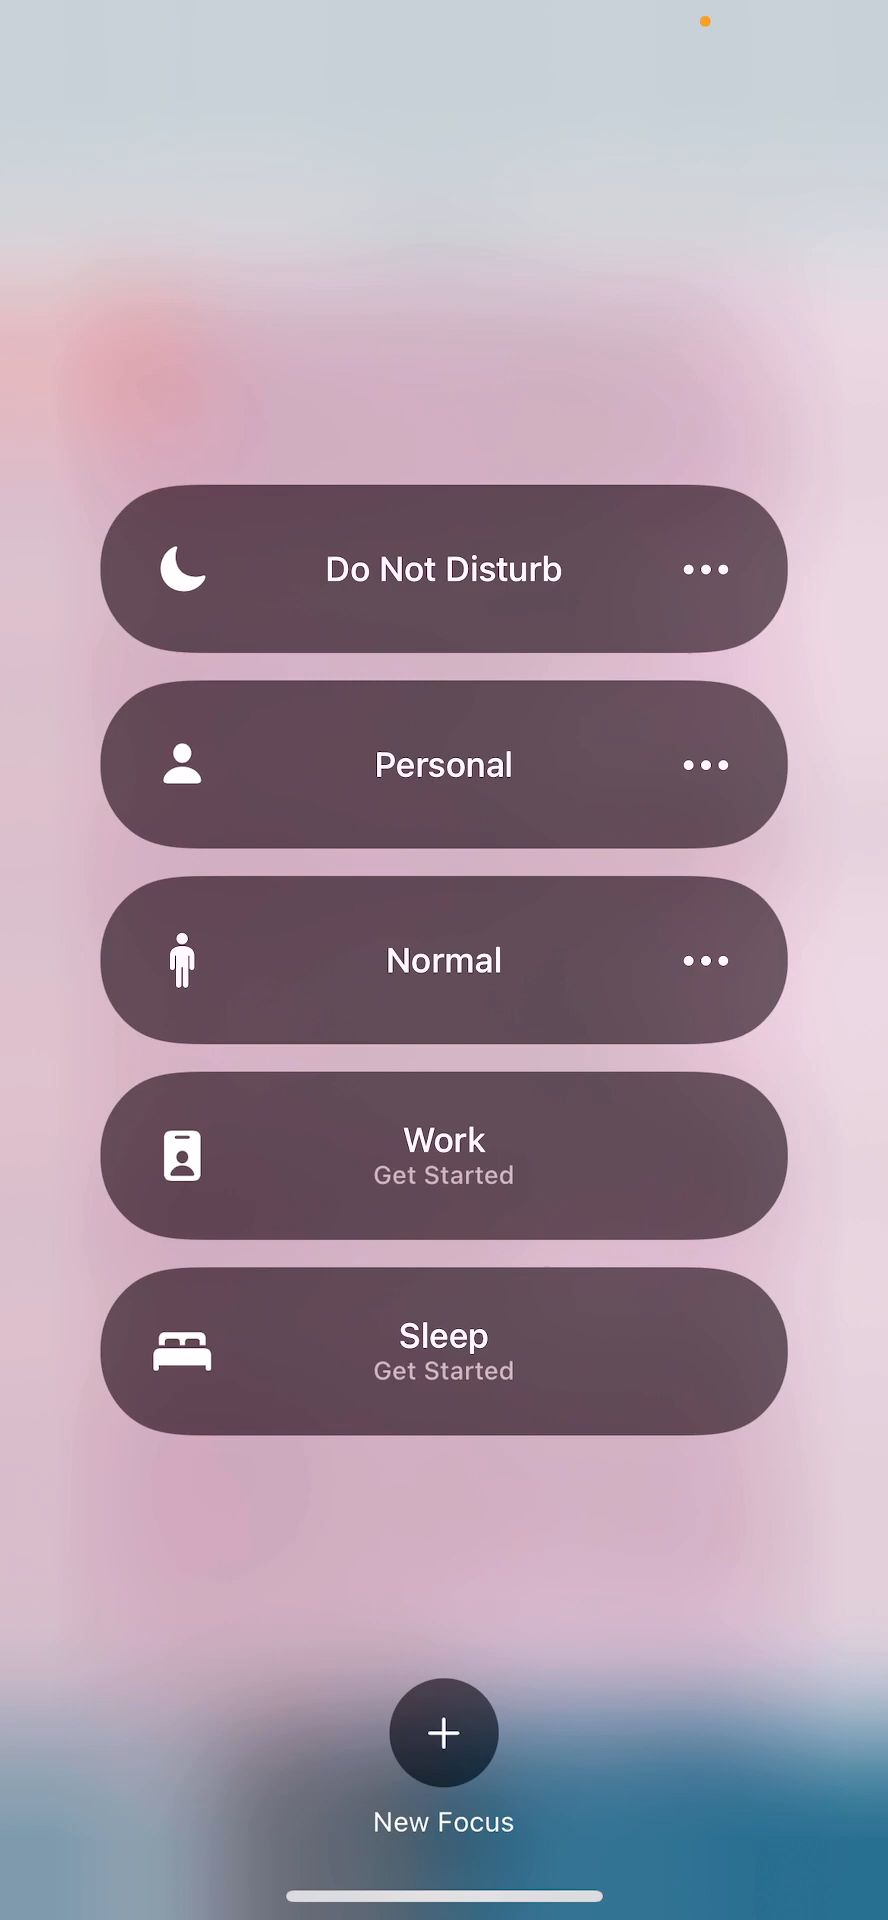 Do Not Disturb
Personal
Normal
Work
Get Started
Sleep
Get Started
New Focus